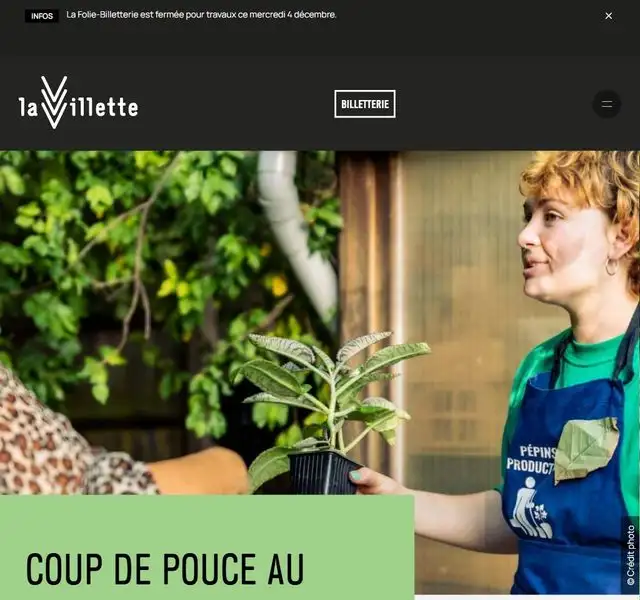 INFOS La Folie-Billetterie est fermée pour travaux ce mercredi 4 décembre.
la Villette
BILLETTERIE
PÉPINS
PRODUCT
© Crédit photo
COUP DE POUCE AU